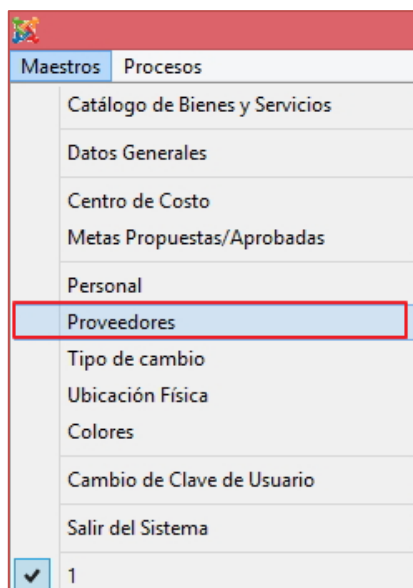 Maestros Procesos
Catálogo de Bienes y Servicios
Datos Generales
Centro de Costo
Metas Propuestas/Aprobadas
Personal
Proveedores
Tipo de cambio
Ubicación Física
Colores
Cambio de Clave de Usuario
Salir del Sistema
1